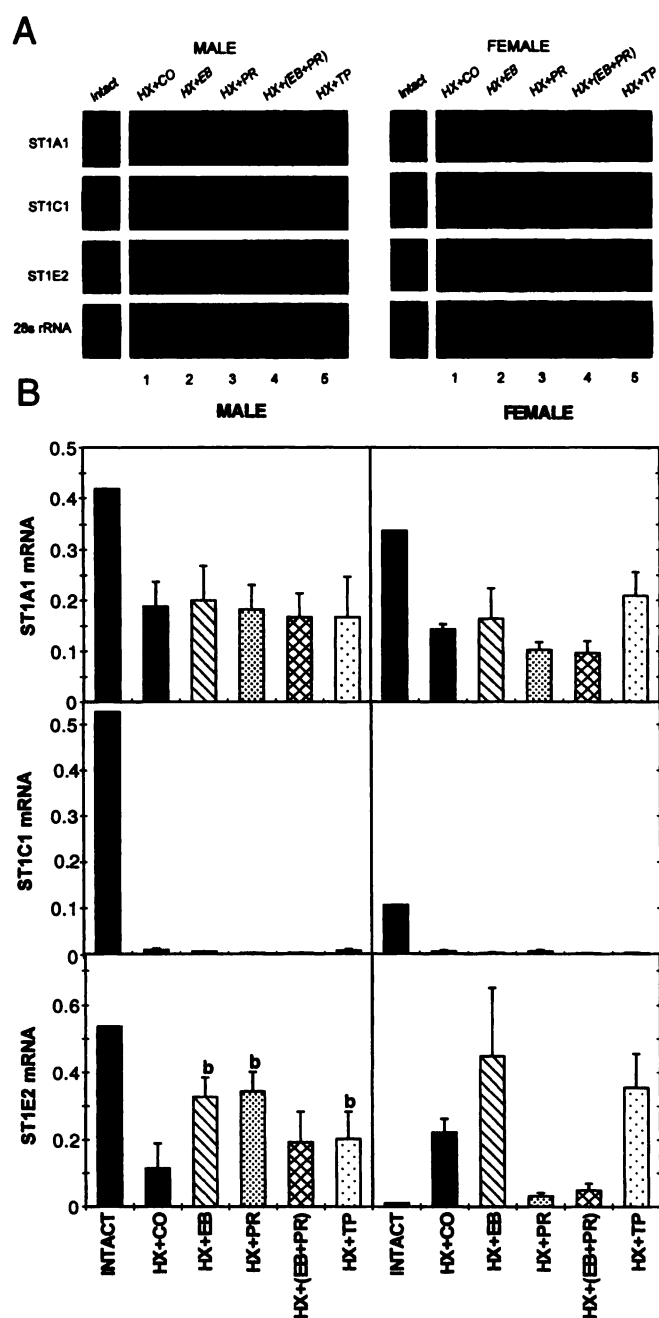 A
MALE FEMALE
Intact HX+CO HX+EB HX+PR HX+(EB+PR) HX+TP Intact HX+CO HX+EB HX+PR HX+(EB+PR) HX+TP
ST1A1
ST1C1
ST1E2
28s rRNA
1 2 3 4 5 1 2 3 4 5
B
MALE FEMALE
ST1A1 mRNA
0.5
0.4
0.3
0.2
0.1
0
ST1C1 mRNA
0.5
0.4
0.3
0.2
0.1
0
ST1E2 mRNA
0.6
0.4
0.2
0
b b b
INTACT HX+CO HX+EB HX+PR HX+(EB+PR) HX+TP INTACT HX+CO HX+EB HX+PR HX+(EB+PR) HX+TP